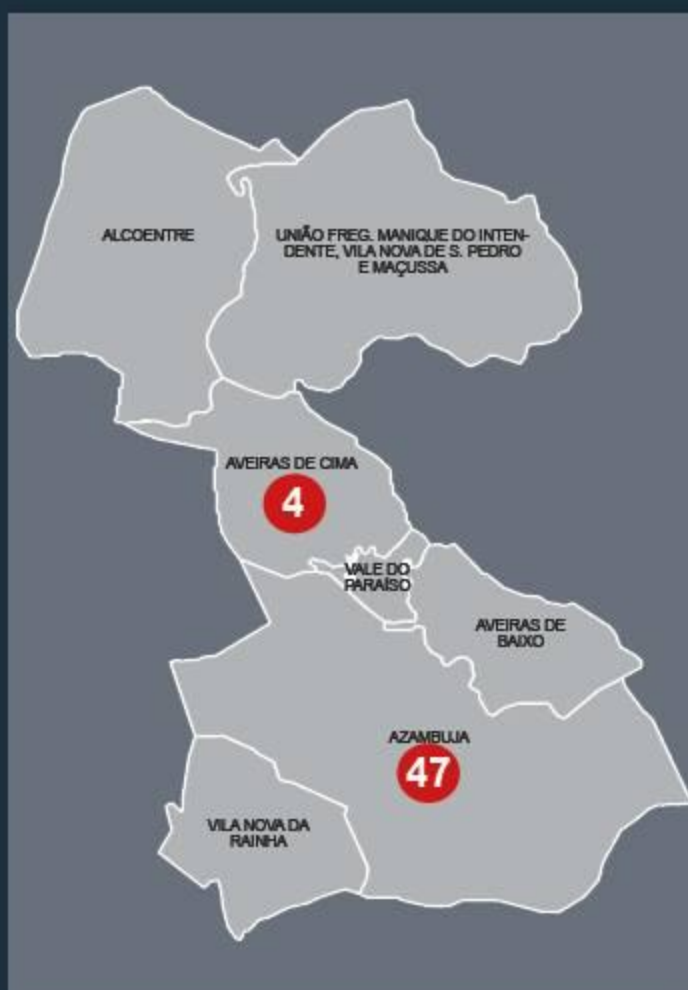 ALCOENTRE
UNIÃO FREG. MANIQUE DO INTEN-
DENTE, VILA NOVA DE S. PEDRO
E MAÇUSSA
AVEIRAS DE CIMA
4
VALE DO
PARAÍSO
AVEIRAS DE
BAIXO
AZAMBUJA
47
VILA NOVA DA
RAINHA